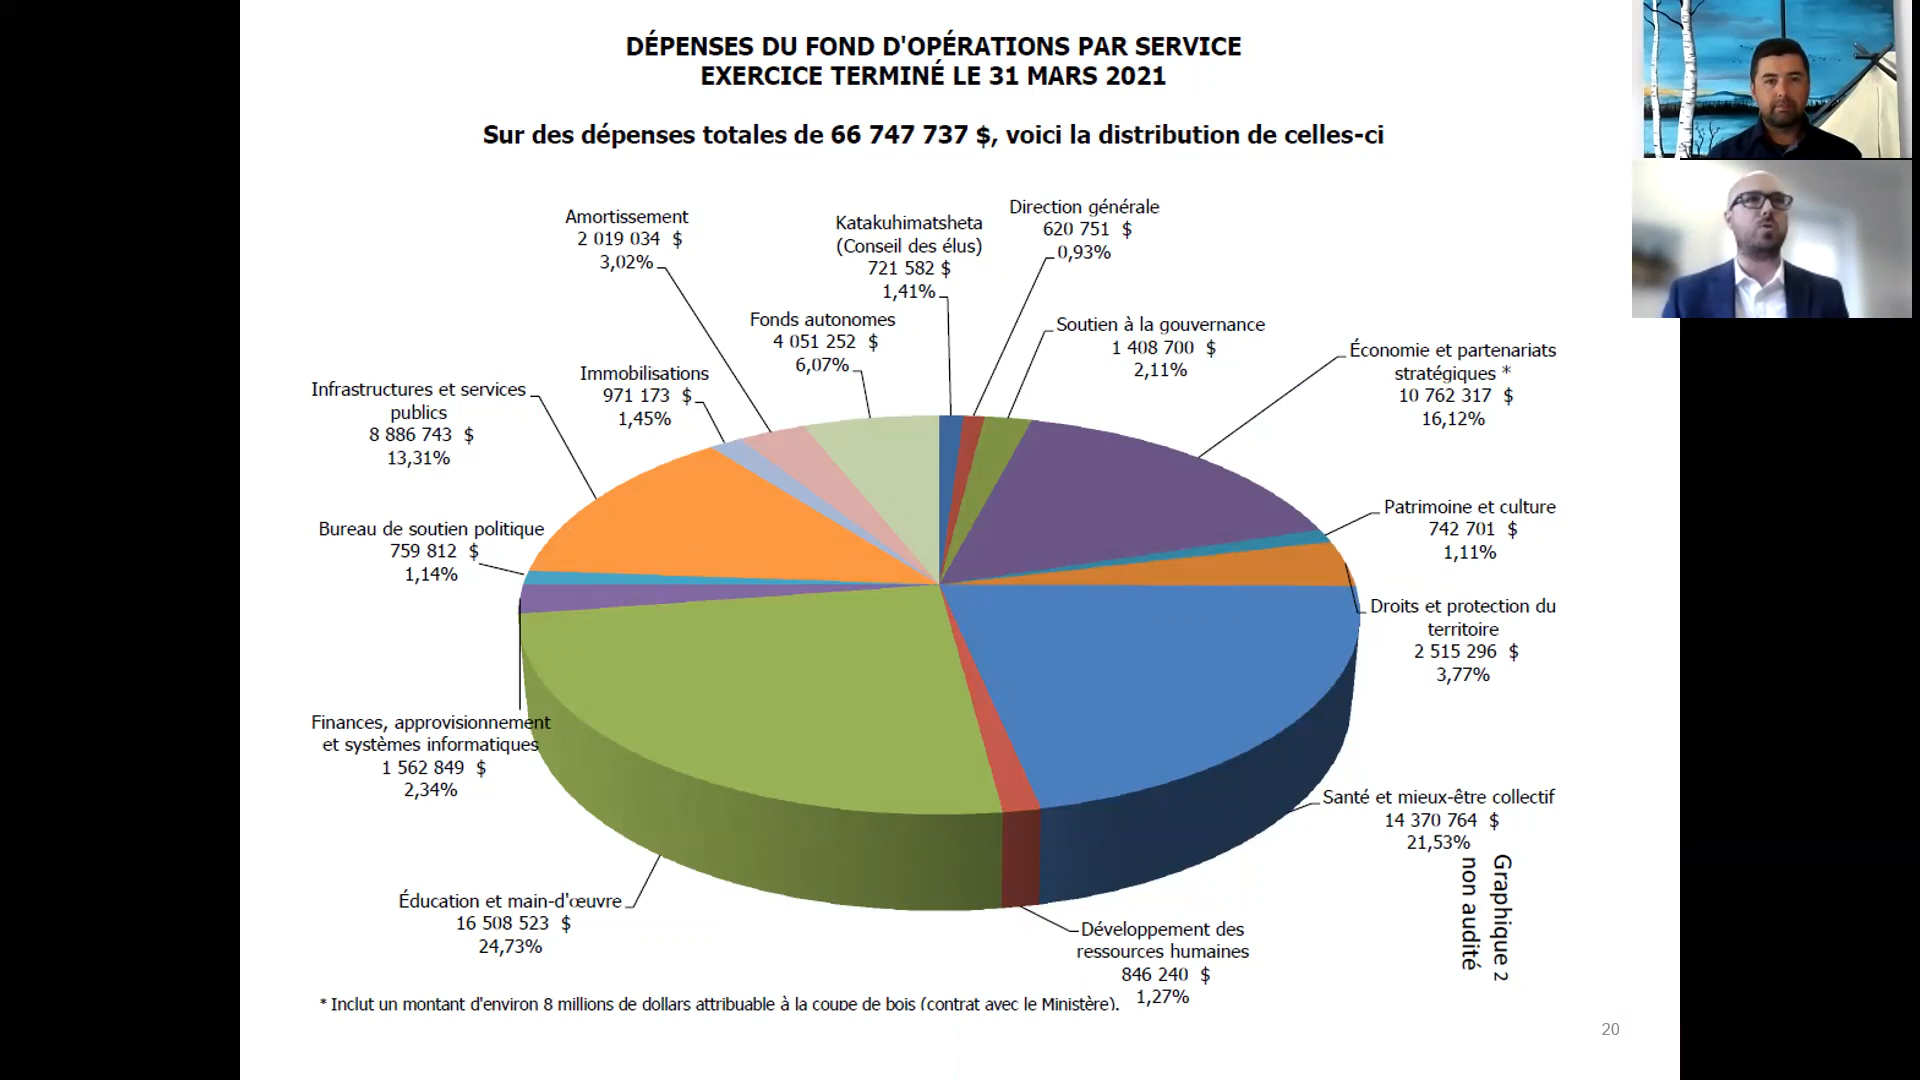 DÉPENSES DU FOND D'OPÉRATIONS PAR SERVICE
EXERCICE TERMINÉ LE 31 MARS 2021
Sur des dépenses totales de 66 747 737 $, voici la distribution de celles-ci
Amortissement
2 019 034 $
3,02%
Katakuhimatsheta
(Conseil des élus)
721 582 $
1,41%
Direction générale
620 751 $
0,93%
Fonds autonomes
4 051 252 $
6,07%
Soutien à la gouvernance
1 408 700 $
2,11%
Économie et partenariats
stratégiques *
10 762 317 $
16,12%
Immobilisations
971 173 $
1,45%
Infrastructures et services
publics
8 886 743 $
13,31%
Patrimoine et culture
742 701 $
1,11%
Bureau de soutien politique
759 812 $
1,14%
Droits et protection du
territoire
2 515 296 $
3,77%
Finances, approvisionnement
et systèmes informatiques
1 562 849 $
2,34%
Santé et mieux-être collectif
14 370 764 $
21,53%
Éducation et main-d'œuvre
16 508 523 $
24,73%
Développement des
ressources humaines
846 240 $
1,27%
Graphique 2
non audité
* Inclut un montant d'environ 8 millions de dollars attribuable à la coupe de bois (contrat avec le Ministère).
20